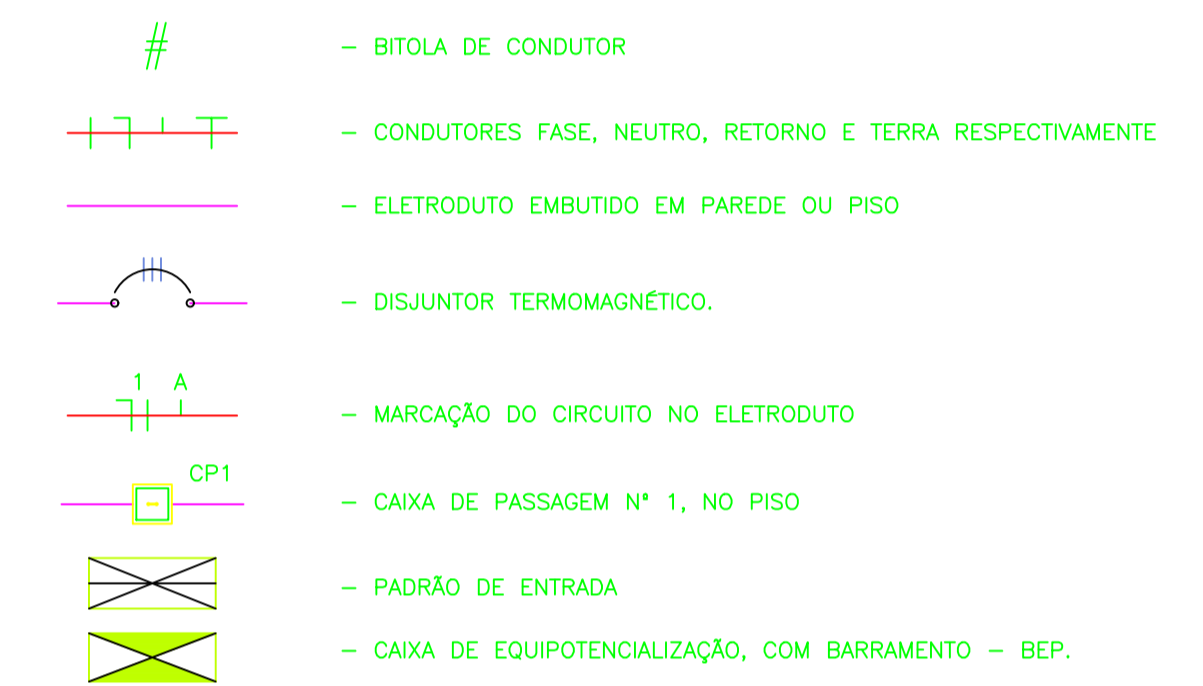 # – BITOLA DE CONDUTOR
– CONDUTORES FASE, NEUTRO, RETORNO E TERRA RESPECTIVAMENTE
– ELETRODUTO EMBUTIDO EM PAREDE OU PISO
– DISJUNTOR TERMOMAGNÉTICO.
1 A
– MARCAÇÃO DO CIRCUITO NO ELETRODUTO
CP1
– CAIXA DE PASSAGEM Nº 1, NO PISO
– PADRÃO DE ENTRADA
– CAIXA DE EQUIPOTENCIALIZAÇÃO, COM BARRAMENTO – BEP.